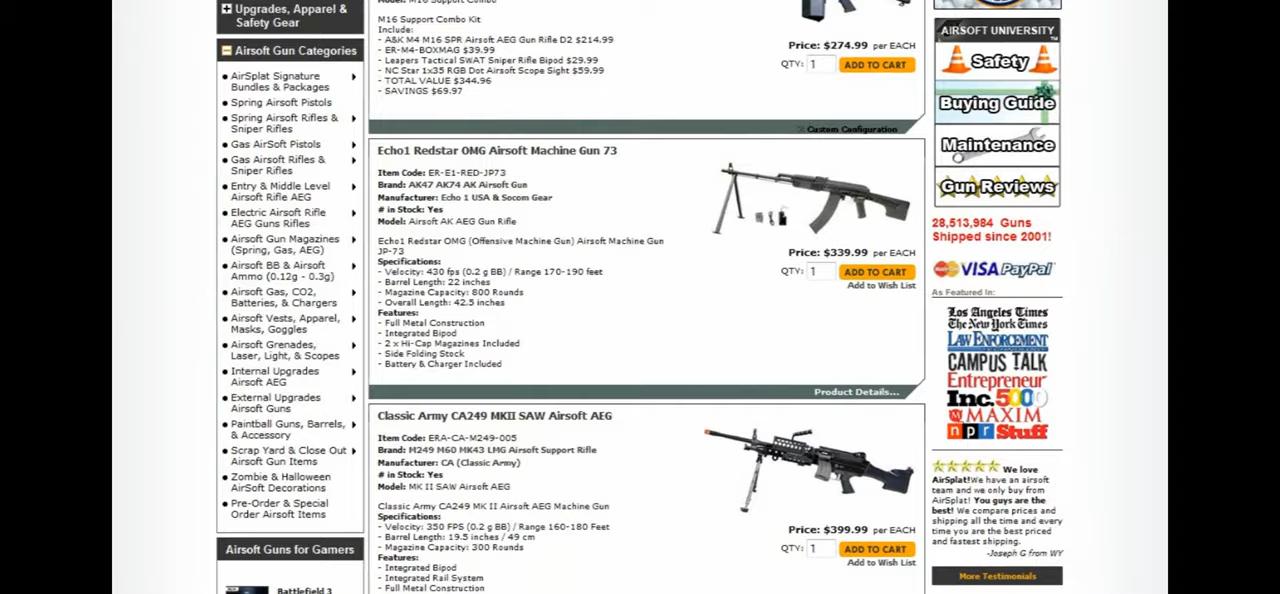 Upgrades, Apparel &
Safety Gear
Airsoft Gun Categories
AirSplat Signature
Bundles & Packages
Spring Airsoft Pistols
Spring Airsoft Rifles &
Sniper Rifles
Gas AirSoft Pistols
Gas Airsoft Rifles &
Sniper Rifles
Entry & Middle Level
Airsoft Rifle AEG
Electric Airsoft Rifle
AEG Guns Rifles
Airsoft Gun Magazines
(Spring, Gas, AEG)
Airsoft BB & Airsoft
Ammo (0.12g - 0.3g)
Airsoft Gas, CO2,
Batteries, & Chargers
Airsoft Vests, Apparel,
Masks, Goggles
Airsoft Grenades,
Laser, Light, & Scopes
Internal Upgrades
Airsoft AEG
External Upgrades
Airsoft Guns
Paintball Guns, Barrels,
& Accessory
Scrap Yard & Close Out
Airsoft Gun Items
Zombie & Halloween
AirSoft Decorations
Pre-Order & Special
Order Airsoft Items
Airsoft Guns for Gamers
Battlefield 3
M16 Support Combo Kit
Include:
- A&K M4 M16 SPR Airsoft AEG Gun Rifle D2 $214.99
- ER-M4-BOXMAG $39.99
- Leapers Tactical SWAT Sniper Rifle Bipod $29.99
- NC Star 1x35 RGB Dot Airsoft Scope Sight $59.99
- TOTAL VALUE $344.96
- SAVINGS $69.97
Price: $274.99 per EACH
QTY: 1 ADD TO CART
Custom Configuration
Echo1 Redstar OMG Airsoft Machine Gun 73
Item Code: ER-E1-RED-JP73
Brand: AK47 AK74 AK Airsoft Gun
Manufacturer: Echo 1 USA & Socom Gear
# in Stock: Yes
Model: Airsoft AK AEG Gun Rifle
Echo1 Redstar OMG (Offensive Machine Gun) Airsoft Machine Gun
JP-73
Specifications:
- Velocity: 430 fps (0.2 g BB) / Range 170-190 feet
- Barrel Length: 22 inches
- Magazine Capacity: 800 Rounds
- Overall Length: 42.5 inches
Features:
- Full Metal Construction
- Integrated Bipod
- 2 x Hi-Cap Magazines Included
- Side Folding Stock
- Battery & Charger Included
Price: $339.99 per EACH
QTY: 1 ADD TO CART
Add to Wish List
Product Details...
Classic Army CA249 MKII SAW Airsoft AEG
Item Code: ERA-CA-M249-005
Brand: M249 M60 MK43 LMG Airsoft Support Rifle
Manufacturer: CA (Classic Army)
# in Stock: Yes
Model: MK II SAW Airsoft AEG
Classic Army CA249 MK II Airsoft AEG Machine Gun
Specifications:
- Velocity: 350 FPS (0.2 g BB) / Range 160-180 Feet
- Barrel Length: 19.5 inches / 49 cm
- Magazine Capacity: 300 Rounds
Features:
- Integrated Bipod
- Integrated Rail System
- Full Metal Construction
Price: $399.99 per EACH
QTY: 1 ADD TO CART
Add to Wish List
AIRSOFT UNIVERSITY
Safety
Buying Guide
Maintenance
Gun Reviews
28,513,984 Guns
Shipped since 2001!
MasterCard VISA PayPal
As Featured In:
Los Angeles Times
The New York Times
LAW ENFORCEMENT
CAMPUS TALK
Entrepreneur
Inc. 5000
MAXIM
npr Stuff
We love
AirSplat! We have an airsoft
team and we only buy from
AirSplat! You guys are the
best! We compare prices and
shipping all the time and every
time you are the best priced
and fastest shipping.
-Joseph G from WY
More Testimonials